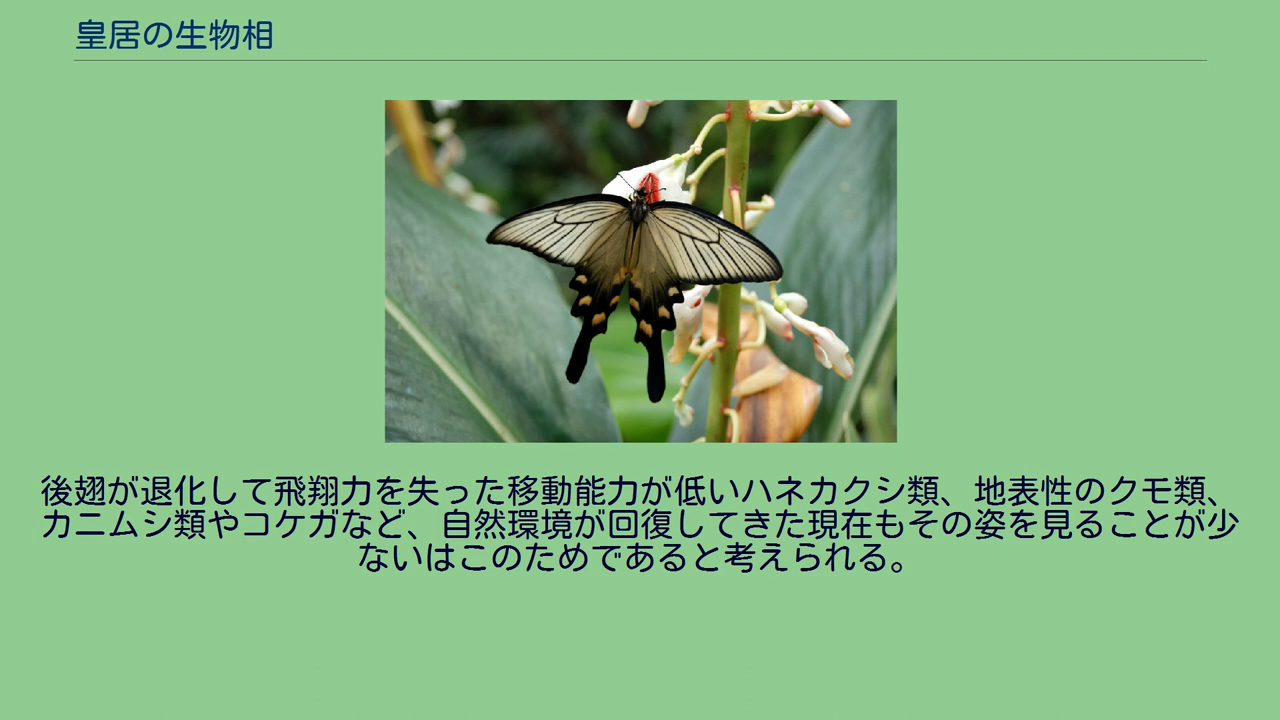 皇居の生物相
後翅が退化して飛翔力を失った移動能力が低いハネカクシ類、地表性のクモ類、
カニムシ類やコケガなど、自然環境が回復してきた現在もその姿を見ることが少
ないはこのためであると考えられる。